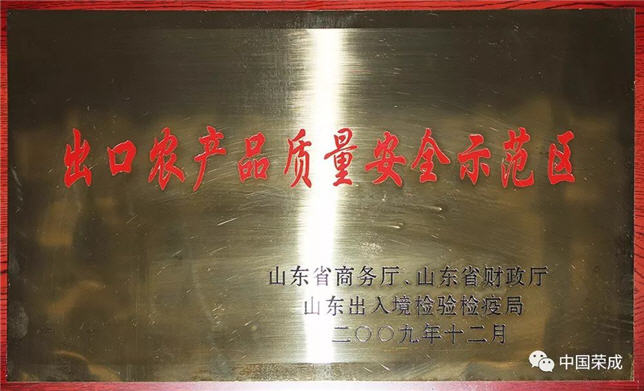 出口农产品质量安全示范区
山东省商务厅、山东省财政厅
山东出入境检验检疫局
二〇〇九年十二月
中国荣成